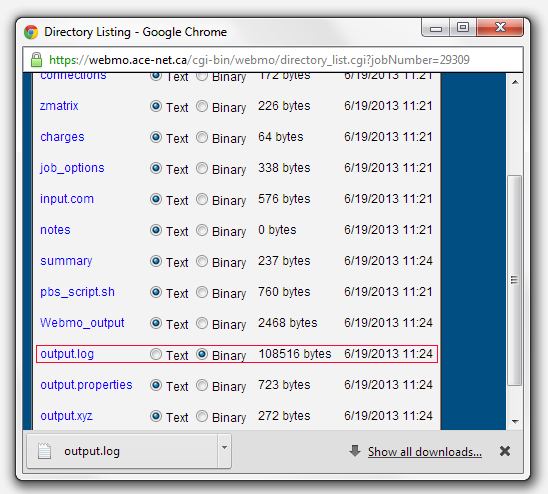 Directory Listing - Google Chrome
https://webmo.ace-net.ca/cgi-bin/webmo/directory_list.cgi?jobNumber=29309
connections Text Binary 172 bytes 6/19/2013 11:21
zmatrix Text Binary 226 bytes 6/19/2013 11:21
charges Text Binary 64 bytes 6/19/2013 11:21
job_options Text Binary 338 bytes 6/19/2013 11:21
input.com Text Binary 576 bytes 6/19/2013 11:21
notes Text Binary 0 bytes 6/19/2013 11:21
summary Text Binary 237 bytes 6/19/2013 11:24
pbs_script.sh Text Binary 760 bytes 6/19/2013 11:21
Webmo_output Text Binary 2468 bytes 6/19/2013 11:24
output.log Text Binary 108516 bytes 6/19/2013 11:24
output.properties Text Binary 723 bytes 6/19/2013 11:24
output.xyz Text Binary 272 bytes 6/19/2013 11:24
output.log
Show all downloads...